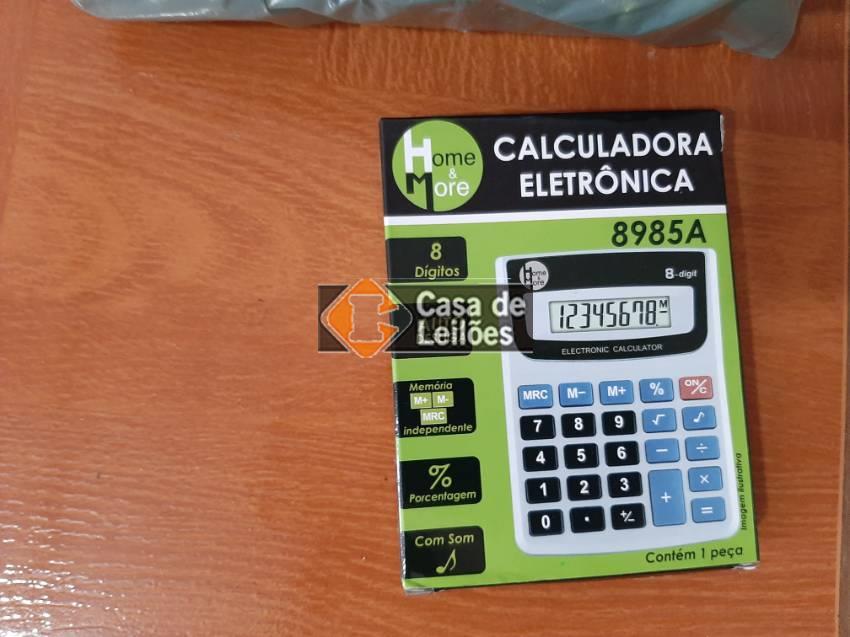 Home
&
More
CALCULADORA
ELETRÔNICA
8985A
8
Dígitos
Casa de
Leilões
Memória
M+ M-
MRC
independente
%
Porcentagem
Com Som
Home
&
More
8-digit
12345678. M
ELECTRONIC CALCULATOR
MRC M− M+ % ON/C
7 8 9 √ ♪
4 5 6 − ÷
1 2 3 + ×
0 . +/− =
Imagem ilustrativa
Contém 1 peça